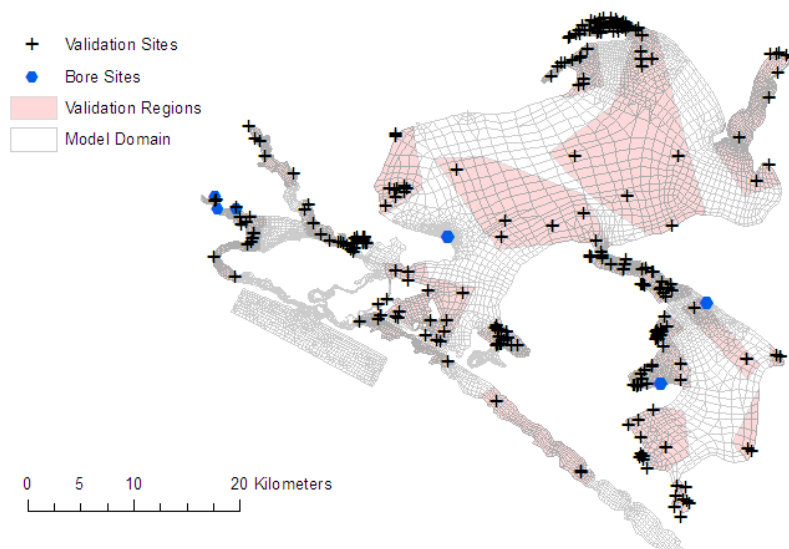 Validation Sites
Bore Sites
Validation Regions
Model Domain
0 5 10 20 Kilometers